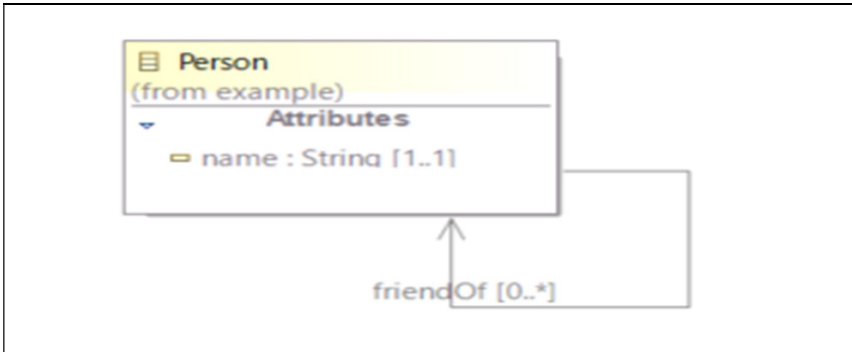 Person
(from example)
Attributes
name : String [1..1]
friendOf [0..*]